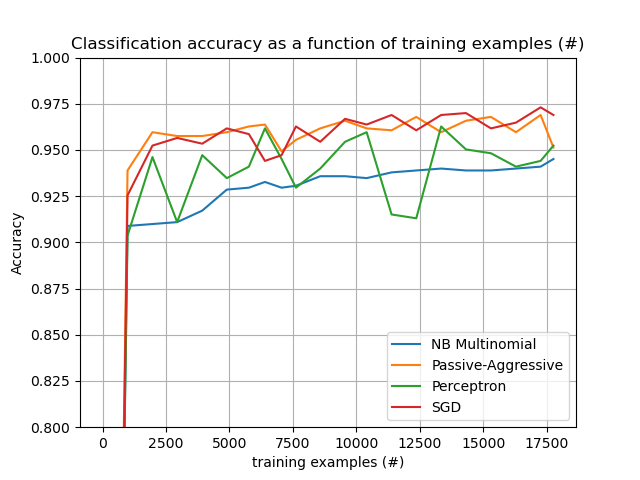 Classification accuracy as a function of training examples (#)
1.000
0.975
0.950
0.925
0.900
0.875
0.850
0.825
0.800
Accuracy
NB Multinomial
Passive-Aggressive
Perceptron
SGD
0 2500 5000 7500 10000 12500 15000 17500
training examples (#)